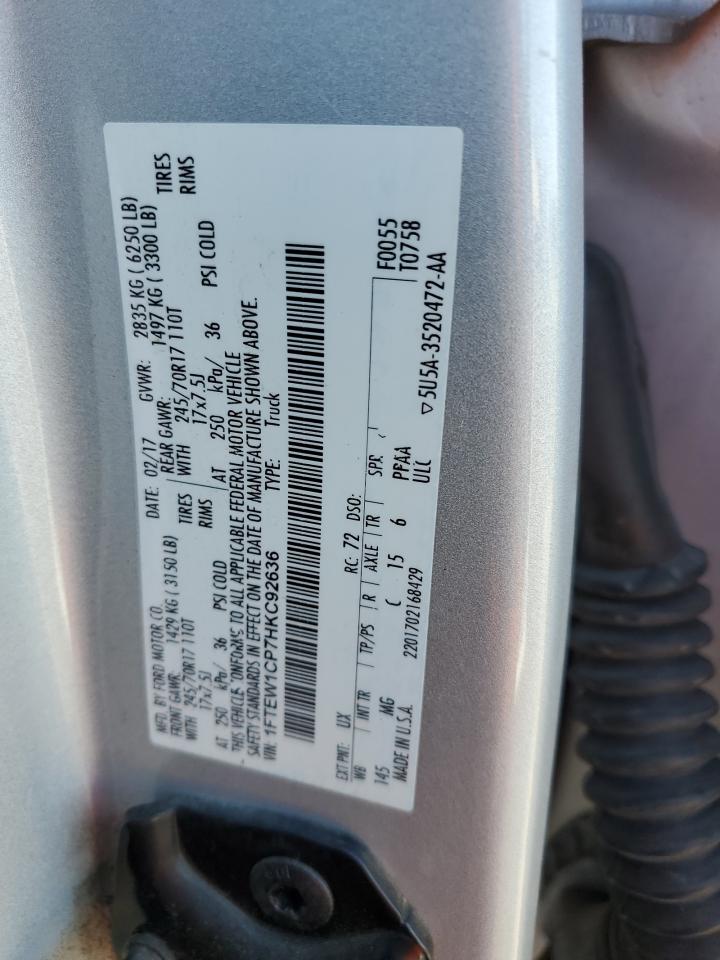 MFD. BY FORD MOTOR CO. DATE: 02/17 GVWR: 2835 KG ( 6250 LB)
FRONT GAWR: 1429 KG ( 3150 LB) REAR GAWR: 1497 KG ( 3300 LB)
WITH 245/70R17 110T TIRES WITH 245/70R17 110T TIRES
17x7.5J RIMS 17x7.5J RIMS
AT 250 kPa/ 36 PSI COLD AT 250 kPa/ 36 PSI COLD
THIS VEHICLE CONFORMS TO ALL APPLICABLE FEDERAL MOTOR VEHICLE
SAFETY STANDARDS IN EFFECT ON THE DATE OF MANUFACTURE SHOWN ABOVE.
VIN: 1FTEW1CP7HKC92636 TYPE: Truck
EXT PNT: UX RC: 72 DSO: F0055
WB INT TR TP/PS R AXLE TR SPR T0758
145 MG C 15 6 PFAA
MADE IN U.S.A. 2201702168429 ULC ▽5U5A-3520472-AA